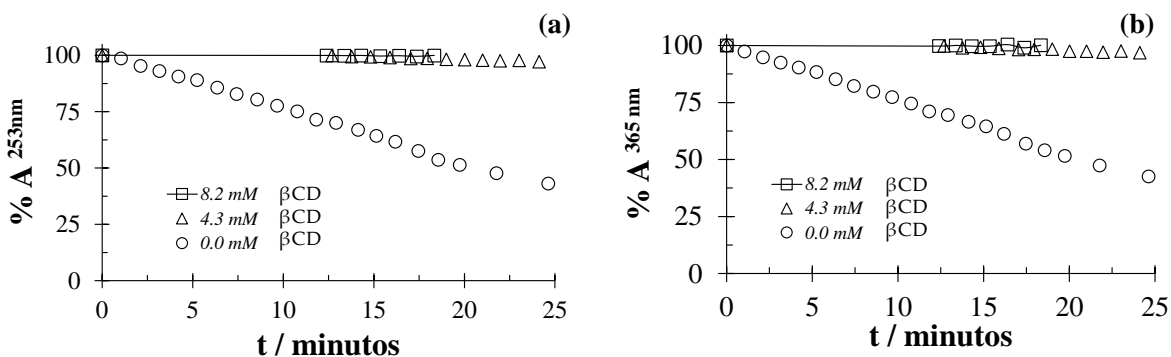 (a)
100
75
50
25
0
% A 253nm
8.2 mM βCD
4.3 mM βCD
0.0 mM βCD
0 5 10 15 20 25
t / minutos
(b)
100
75
50
25
0
% A 365 nm
8.2 mM βCD
4.3 mM βCD
0.0 mM βCD
0 5 10 15 20 25
t / minutos